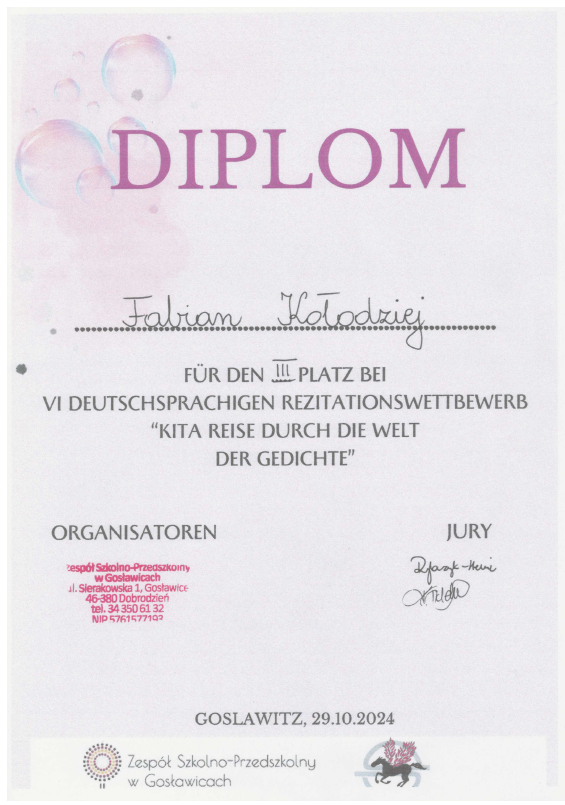 DIPLOM
Fabian Kołodziej
FÜR DEN III PLATZ BEI
VI DEUTSCHSPRACHIGEN REZITATIONSWETTBEWERB
"KITA REISE DURCH DIE WELT
DER GEDICHTE"
ORGANISATOREN
JURY
Zespół Szkolno-Przedszkolny
w Gosławicach
ul. Sierakowska 1, Gosławice
46-380 Dobrodzień
tel. 34 350 61 32
NIP 5761577193
GOSLAWITZ, 29.10.2024
Zespół Szkolno-Przedszkolny
w Gosławicach